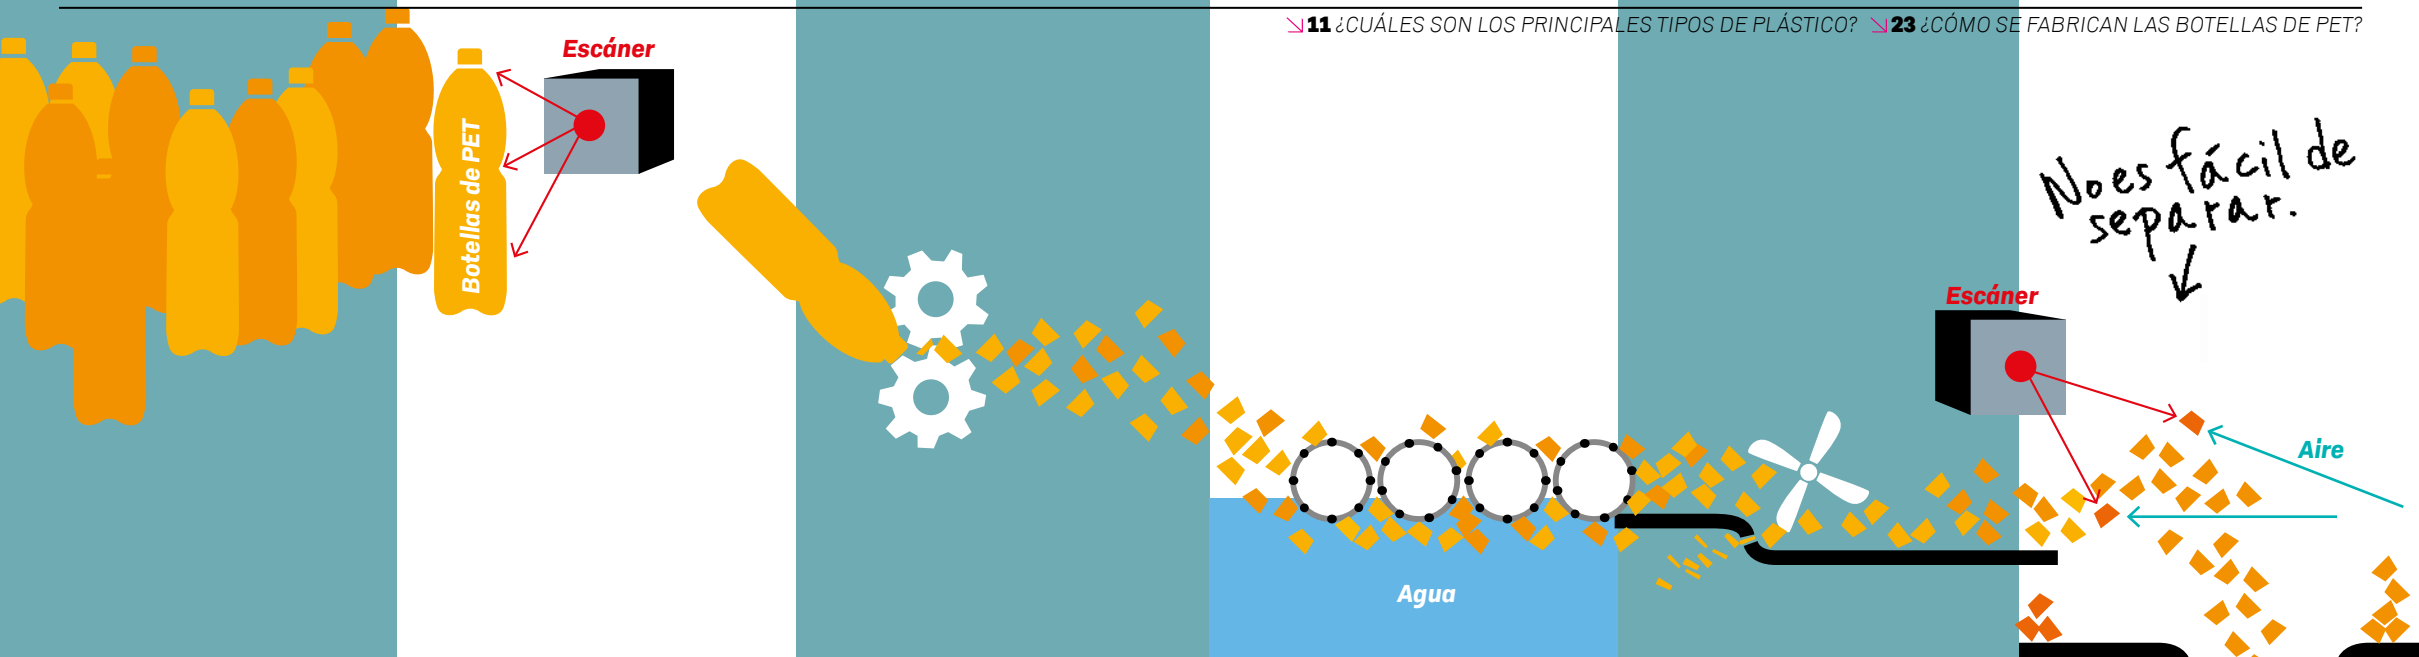 ↘11 ¿CUÁLES SON LOS PRINCIPALES TIPOS DE PLÁSTICO? ↘23 ¿CÓMO SE FABRICAN LAS BOTELLAS DE PET?
Escáner
Botellas de PET
No es fácil de
separar.
Escáner
Aire
Agua